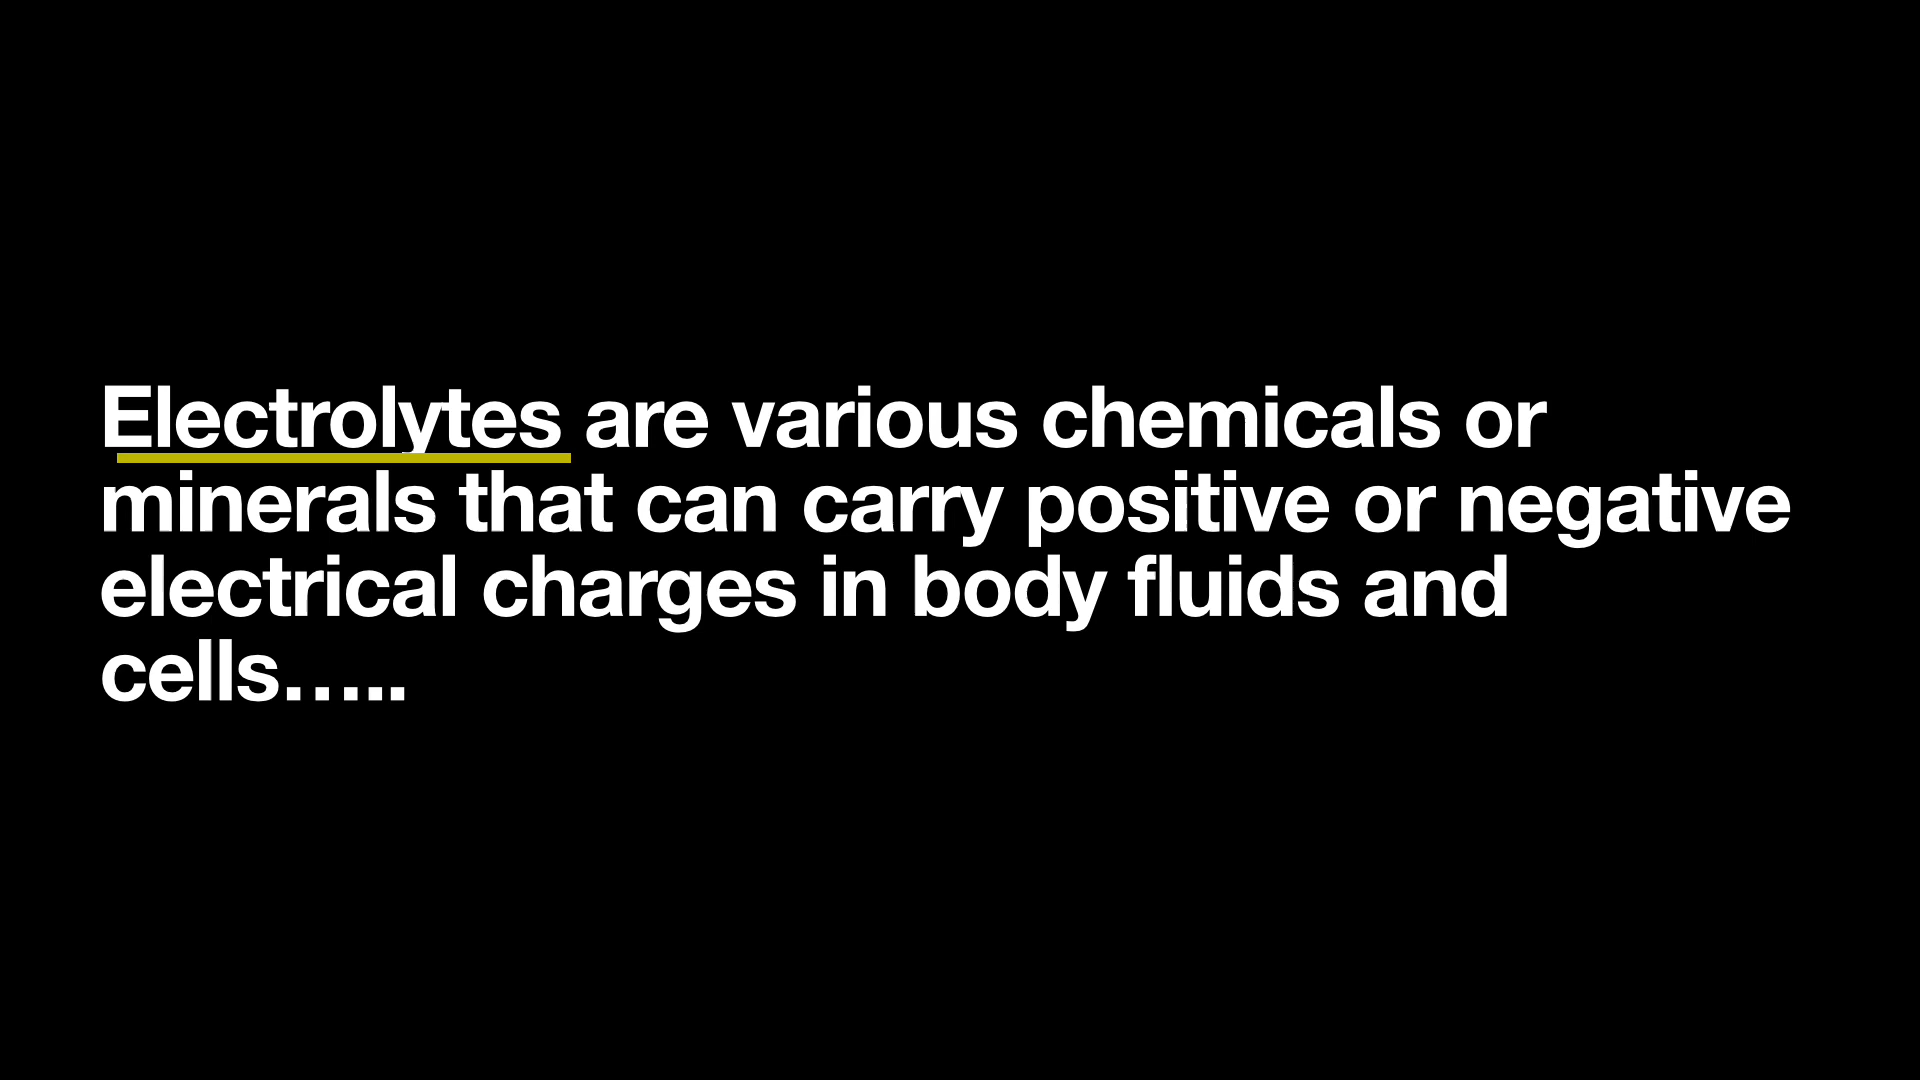 Electrolytes are various chemicals or
minerals that can carry positive or negative
electrical charges in body fluids and
cells…..